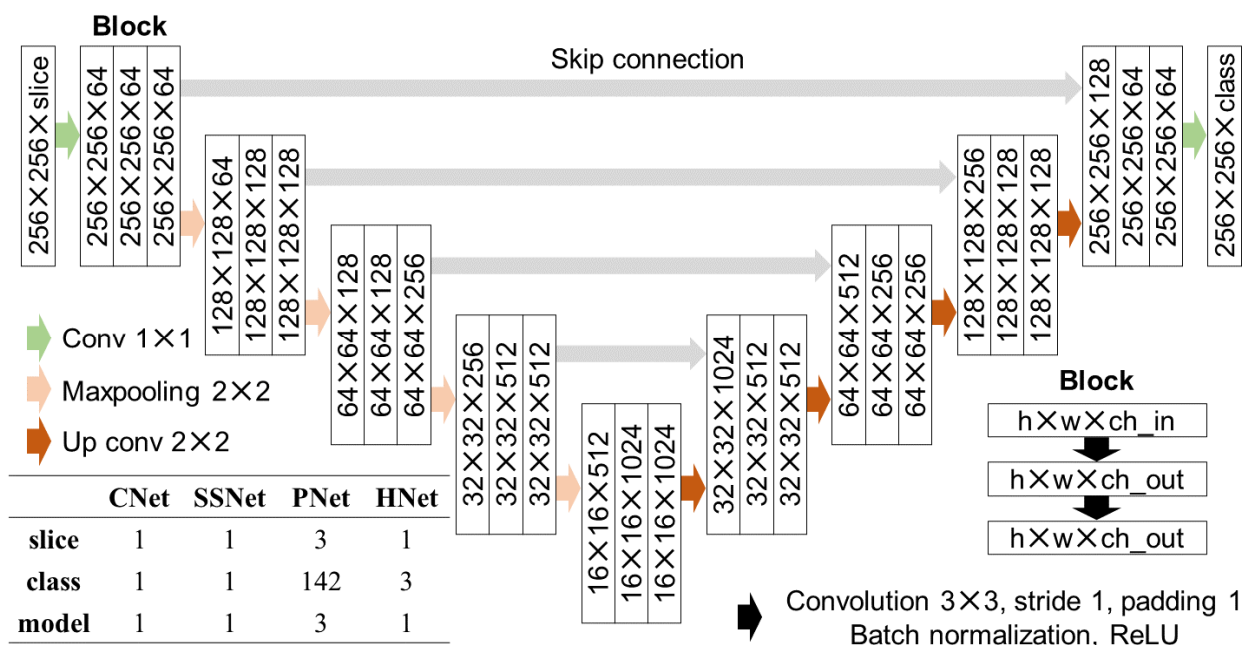 Block
256×256×slice
256×256×64
256×256×64
256×256×64
Skip connection
256×256×128
256×256×64
256×256×64
256×256×class
128×128×64
128×128×128
128×128×128
128×128×256
128×128×128
128×128×128
64×64×128
64×64×128
64×64×256
64×64×512
64×64×256
64×64×256
32×32×256
32×32×512
32×32×512
32×32×1024
32×32×512
32×32×512
16×16×512
16×16×1024
16×16×1024
Conv 1×1
Maxpooling 2×2
Up conv 2×2
CNet SSNet PNet HNet
slice 1 1 3 1
class 1 1 142 3
model 1 1 3 1
Block
h×w×ch_in
h×w×ch_out
h×w×ch_out
Convolution 3×3, stride 1, padding 1
Batch normalization, ReLU